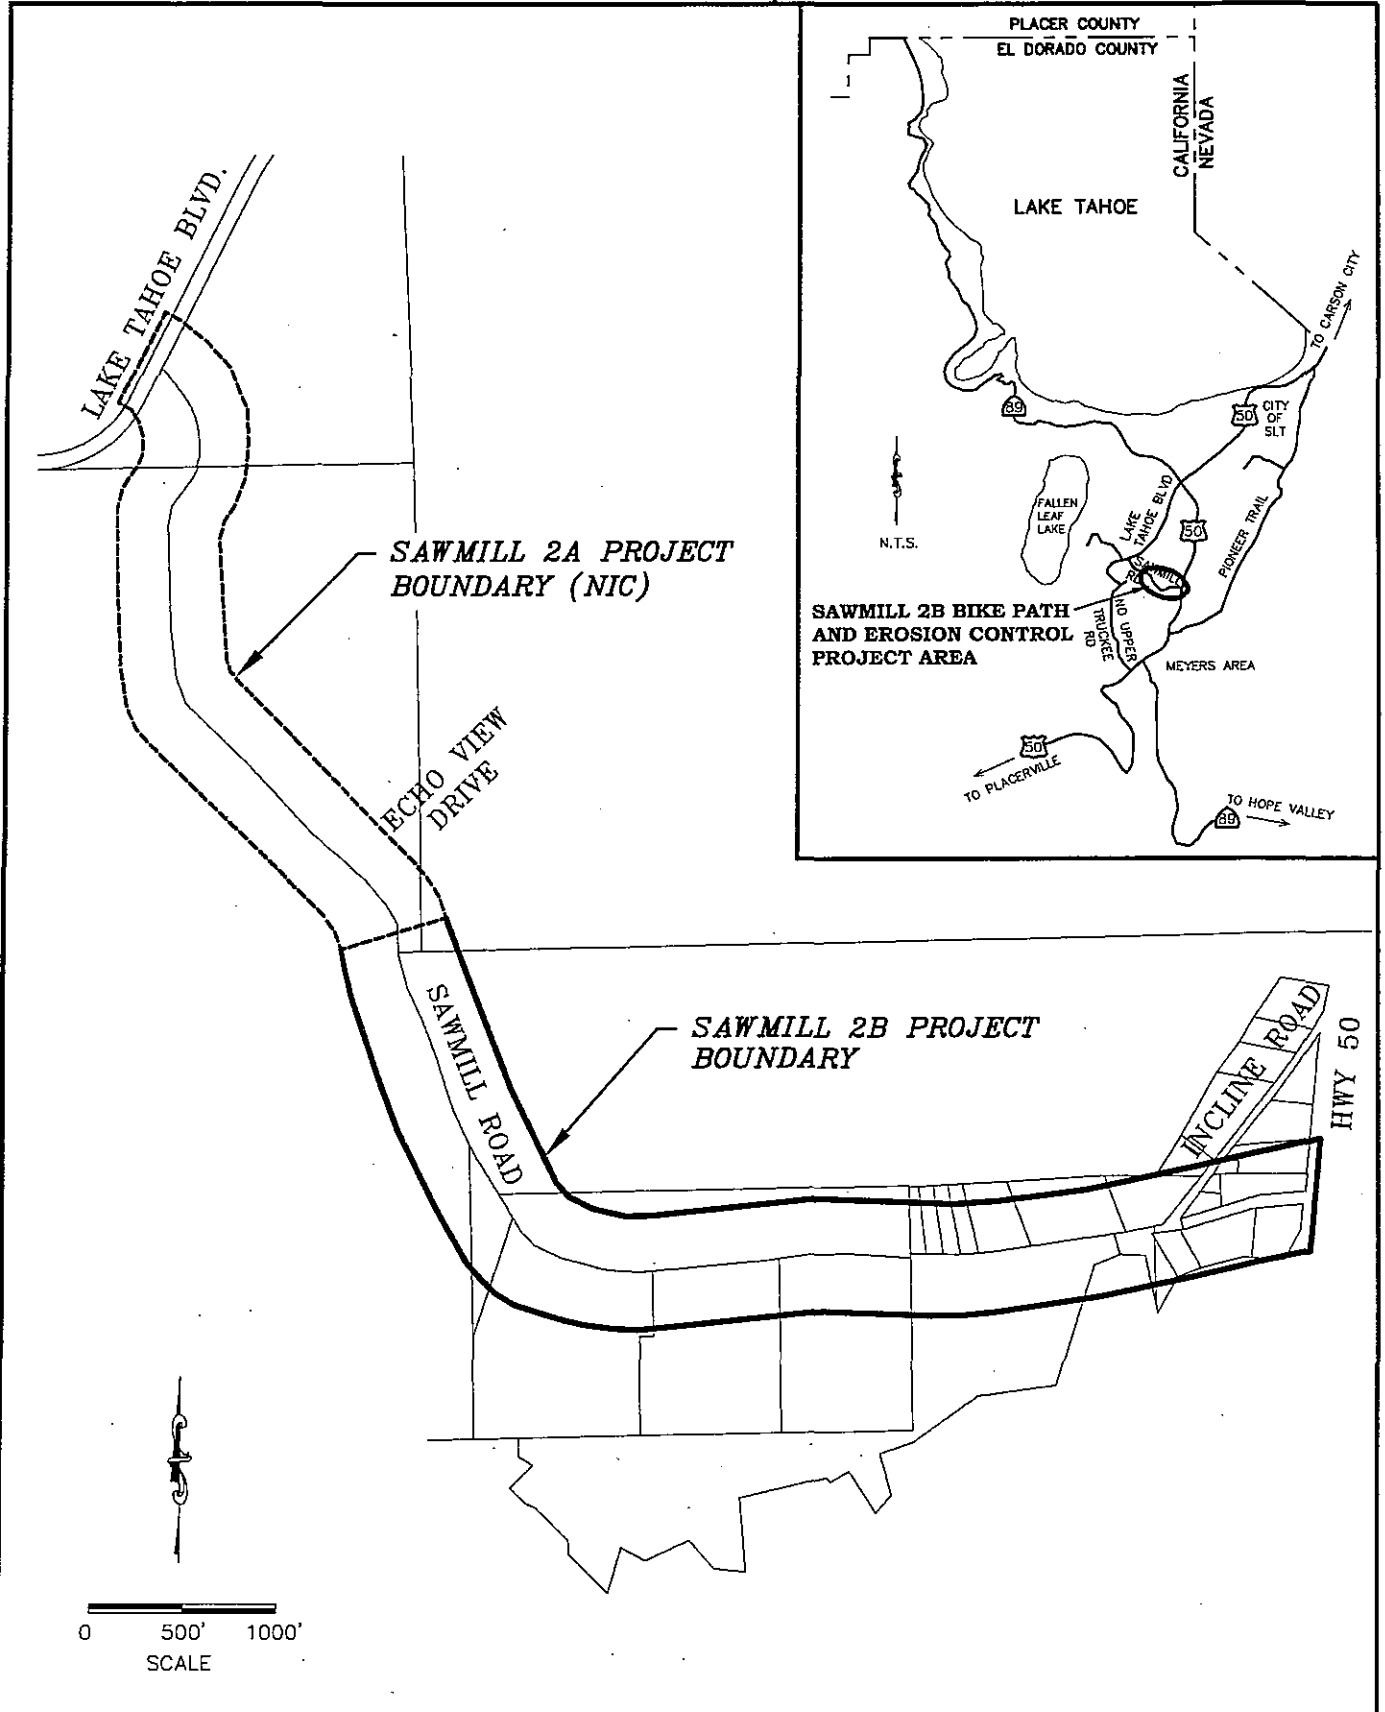 PLACER COUNTY
EL DORADO COUNTY
CALIFORNIA
NEVADA
LAKE TAHOE
TO CARSON CITY
89
50
CITY
OF
SLT
FALLEN
LEAF
LAKE
LAKE
TAHOE BLVD
50
PIONEER TRAIL
N.T.S.
SAWMILL
RD
SAWMILL 2B BIKE PATH
AND EROSION CONTROL
PROJECT AREA
NO UPPER
TRUCKEE
RD
MEYERS AREA
50
TO PLACERVILLE
TO HOPE VALLEY
89
LAKE TAHOE BLVD.
SAWMILL 2A PROJECT
BOUNDARY (NIC)
ECHO VIEW
DRIVE
SAWMILL ROAD
SAWMILL 2B PROJECT
BOUNDARY
INCLINE ROAD
HWY 50
0 500' 1000'
SCALE